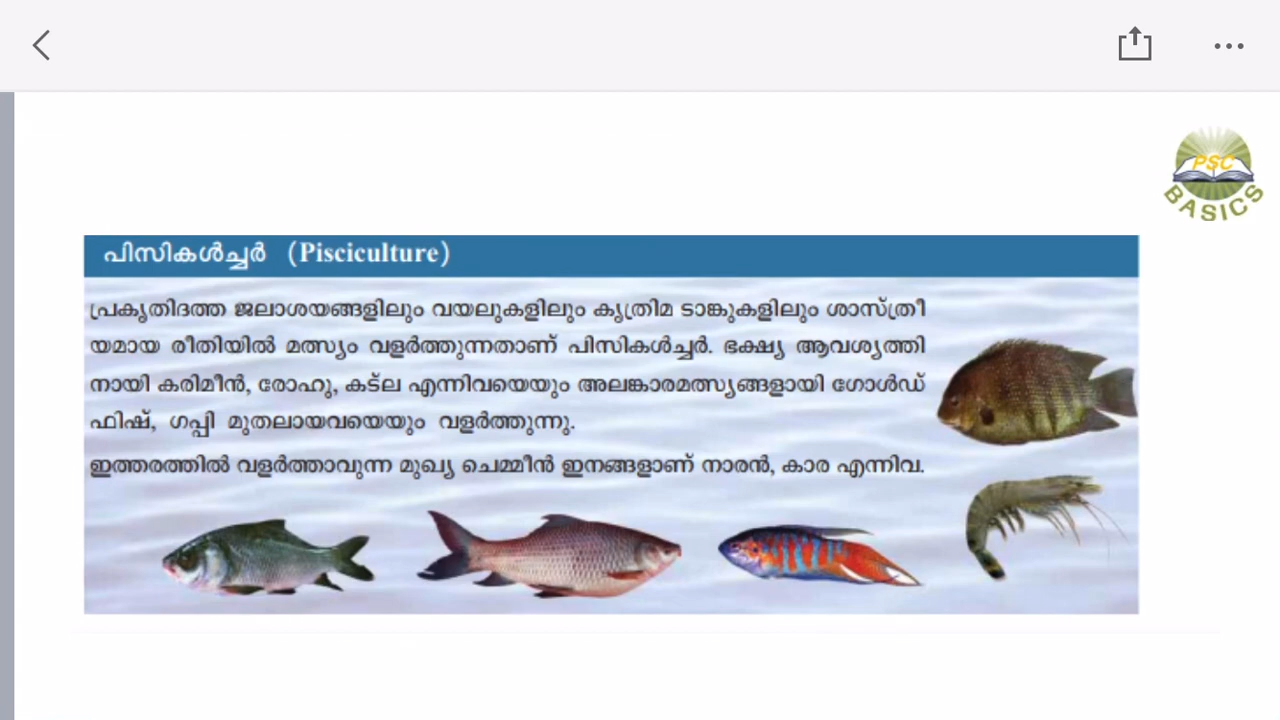 PSC
BASICS
പിസികൾച്ചർ (Pisciculture)
പ്രകൃതിദത്ത ജലാശയങ്ങളിലും വയലുകളിലും കൃത്രിമ ടാങ്കുകളിലും ശാസ്ത്രീ
യമായ രീതിയിൽ മത്സ്യം വളർത്തുന്നതാണ് പിസികൾച്ചർ. ഭക്ഷ്യ ആവശ്യത്തി
നായി കരിമീൻ, രോഹു, കട്‌ല എന്നിവയെയും അലങ്കാരമത്സ്യങ്ങളായി ഗോൾഡ്
ഫിഷ്, ഗപ്പി മുതലായവയെയും വളർത്തുന്നു.
ഇത്തരത്തിൽ വളർത്താവുന്ന മുഖ്യ ചെമ്മീൻ ഇനങ്ങളാണ് നാരൻ, കാര എന്നിവ.